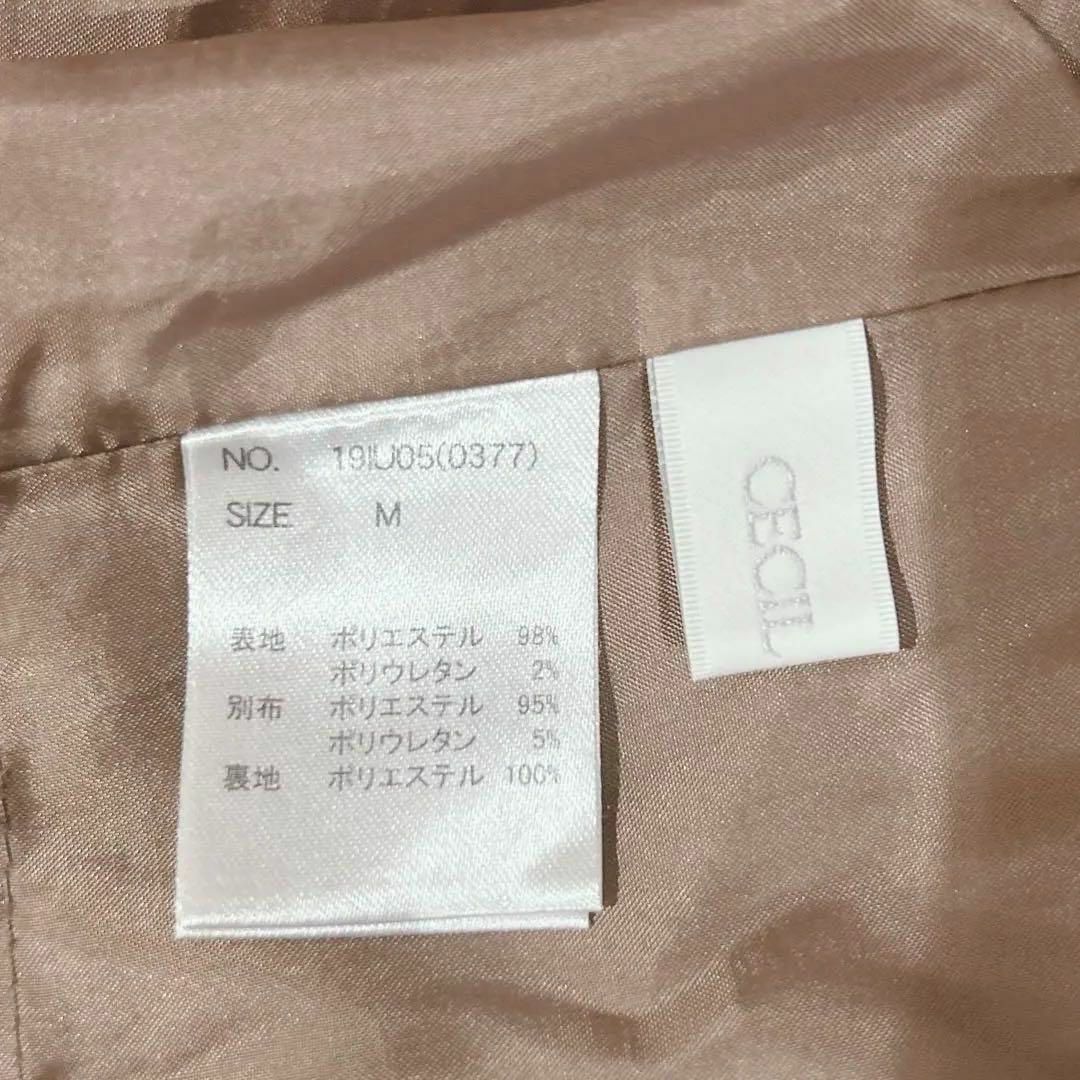 NO. 19IU05(0377)
SIZE M
表地 ポリエステル 98%
ポリウレタン 2%
別布 ポリエステル 95%
ポリウレタン 5%
裏地 ポリエステル 100%
CECIL